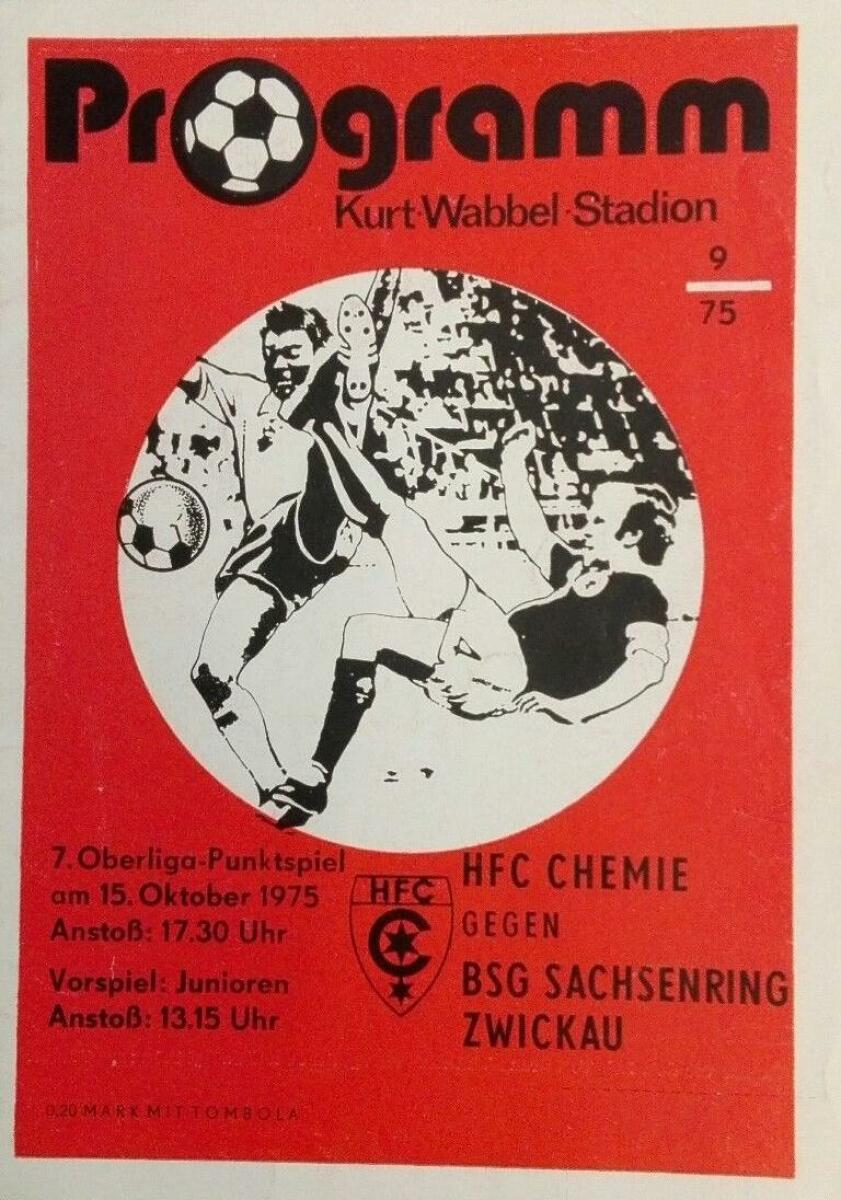 Programm
Kurt-Wabbel-Stadion
9
75
7. Oberliga-Punktspiel
am 15. Oktober 1975
Anstoß: 17.30 Uhr
Vorspiel: Junioren
Anstoß: 13.15 Uhr
HFC
HFC CHEMIE
GEGEN
BSG SACHSENRING
ZWICKAU
0,20 MARK MIT TOMBOLA